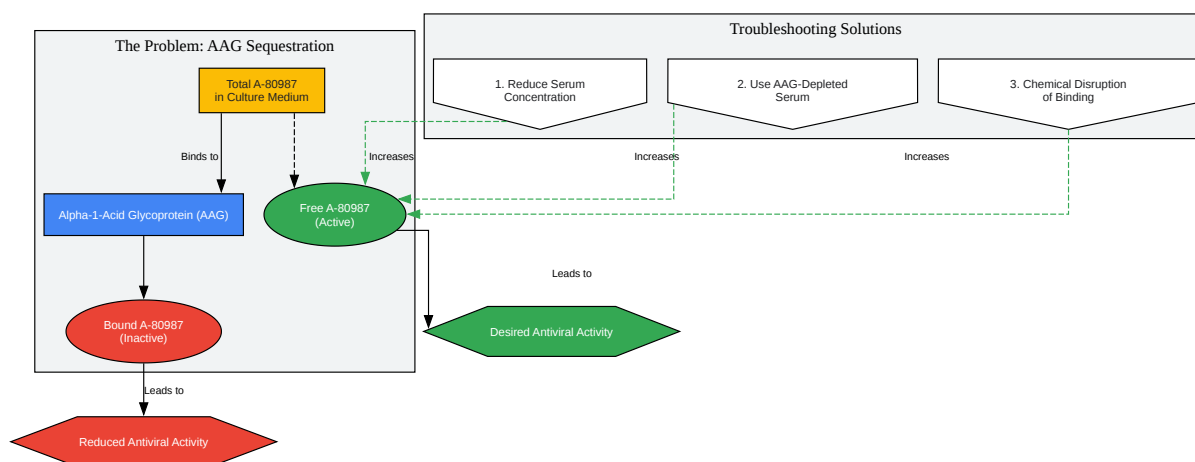 Troubleshooting Solutions
The Problem: AAG Sequestration
Total A-80987
in Culture Medium
1. Reduce Serum
Concentration
2. Use AAG-Depleted
Serum
3. Chemical Disruption
of Binding
Binds to
Increases
Increases
Increases
Alpha-1-Acid Glycoprotein (AAG)
Free A-80987
(Active)
Leads to
Bound A-80987
(Inactive)
Desired Antiviral Activity
Leads to
Reduced Antiviral Activity